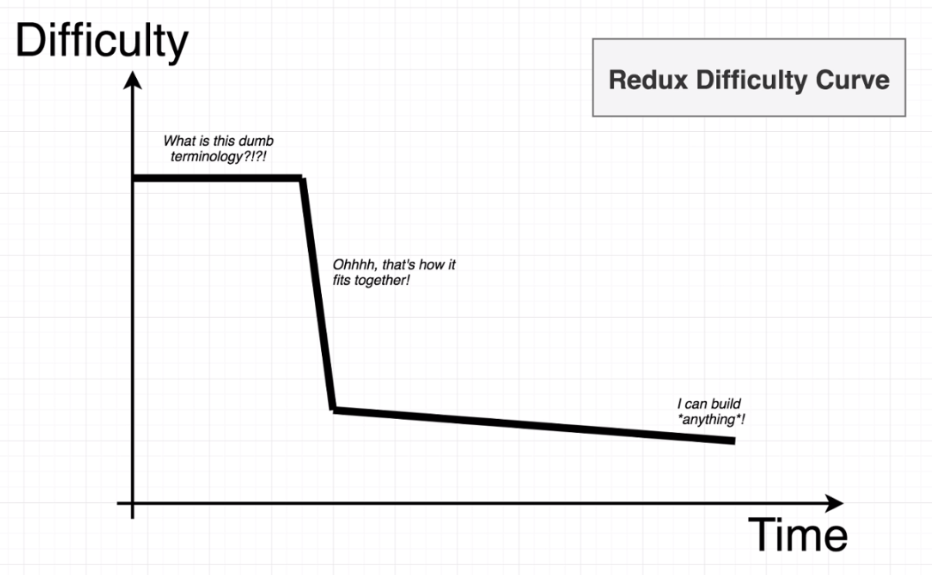 Difficulty
Redux Difficulty Curve
What is this dumb
terminology?!?!
Ohhhh, that's how it
fits together!
I can build
*anything*!
Time